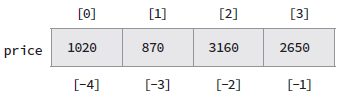 [0] [1] [2] [3]
price 1020 870 3160 2650
[-4] [-3] [-2] [-1]